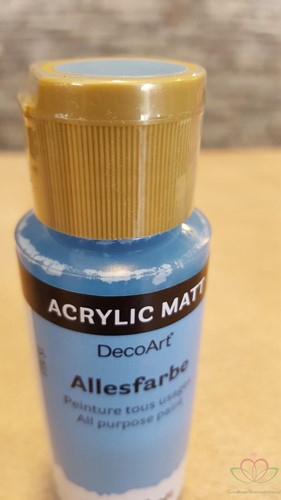 ACRYLIC MATT
DecoArt
Allesfarbe
Peinture tous usages
All purpose paint